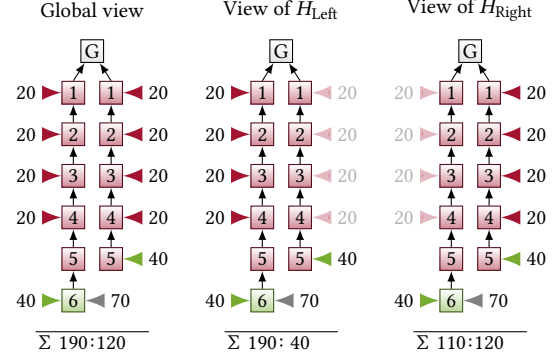 Global view View of H_Left View of H_Right
G G G
20 1 1 20 20 1 1 20 20 1 1 20
20 2 2 20 20 2 2 20 20 2 2 20
20 3 3 20 20 3 3 20 20 3 3 20
20 4 4 20 20 4 4 20 20 4 4 20
5 5 40 5 5 40 5 5 40
40 6 70 40 6 70 40 6 70
Σ 190:120 Σ 190: 40 Σ 110:120